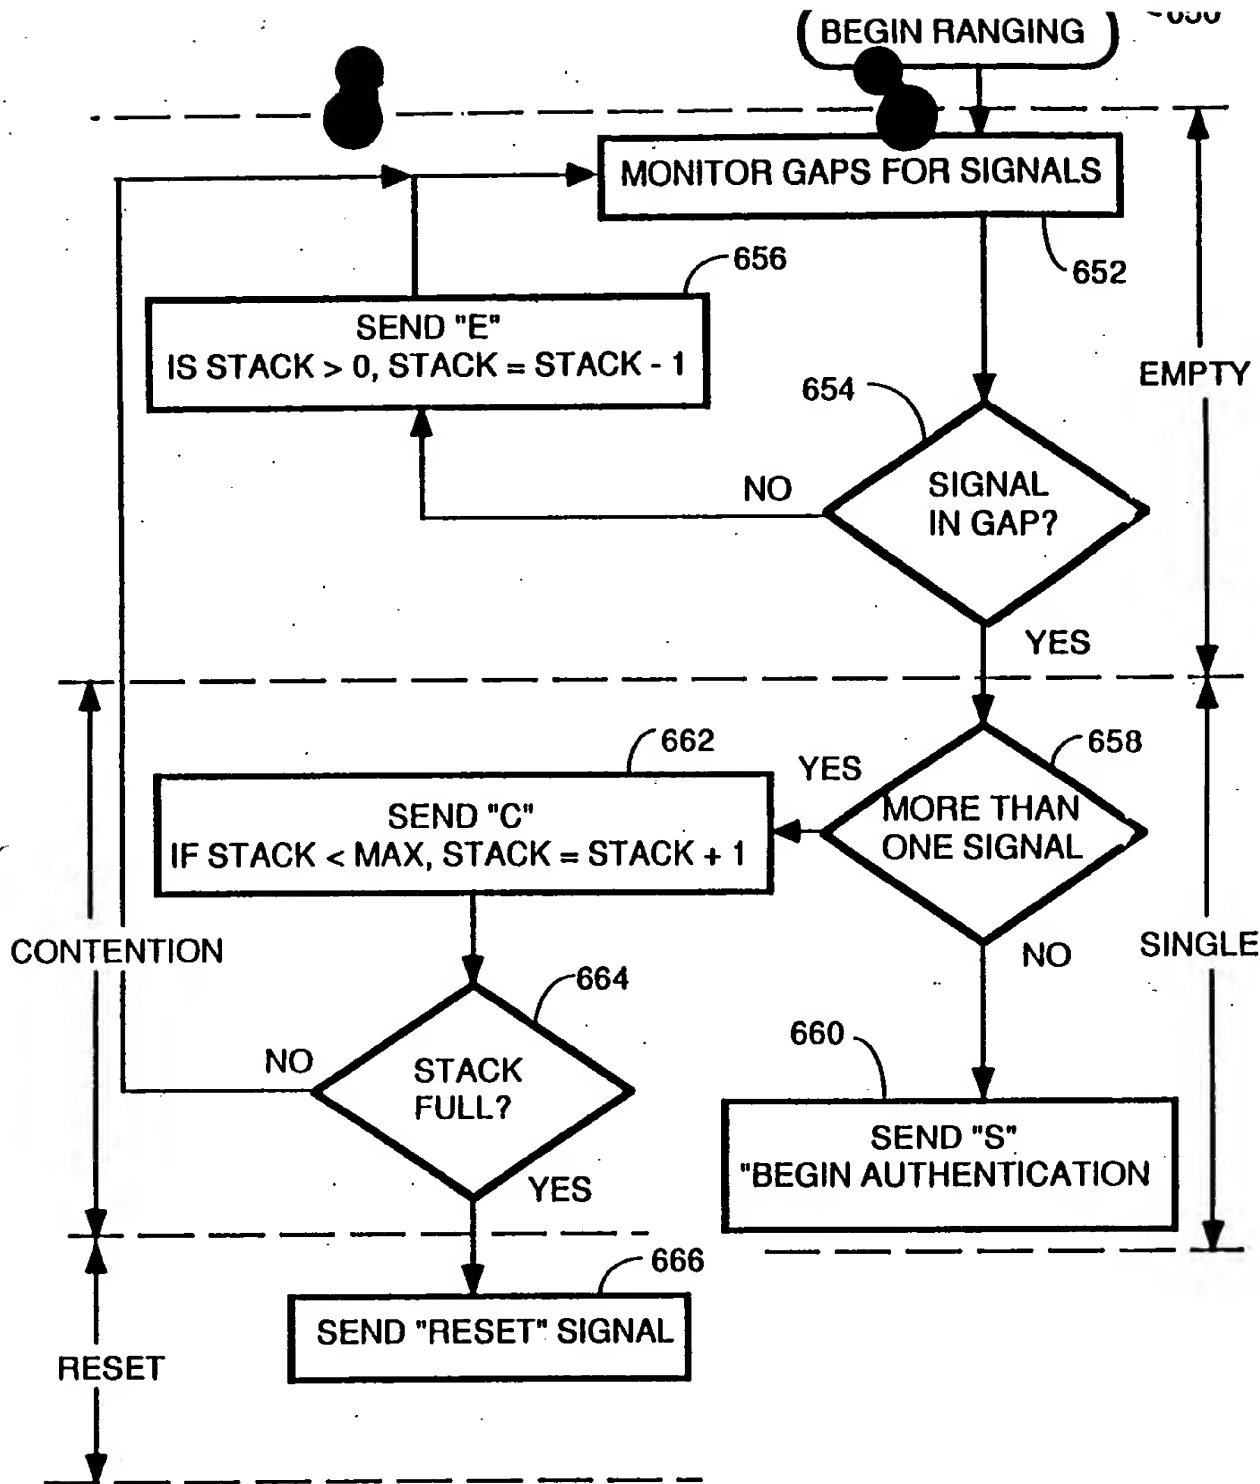 BEGIN RANGING
MONITOR GAPS FOR SIGNALS
652
656
SEND "E"
IS STACK > 0, STACK = STACK - 1
EMPTY
654
SIGNAL
IN GAP?
NO
YES
662
658
YES
MORE THAN
ONE SIGNAL
SEND "C"
IF STACK < MAX, STACK = STACK + 1
CONTENTION
NO
SINGLE
664
STACK
FULL?
NO
YES
660
SEND "S"
"BEGIN AUTHENTICATION
666
SEND "RESET" SIGNAL
RESET